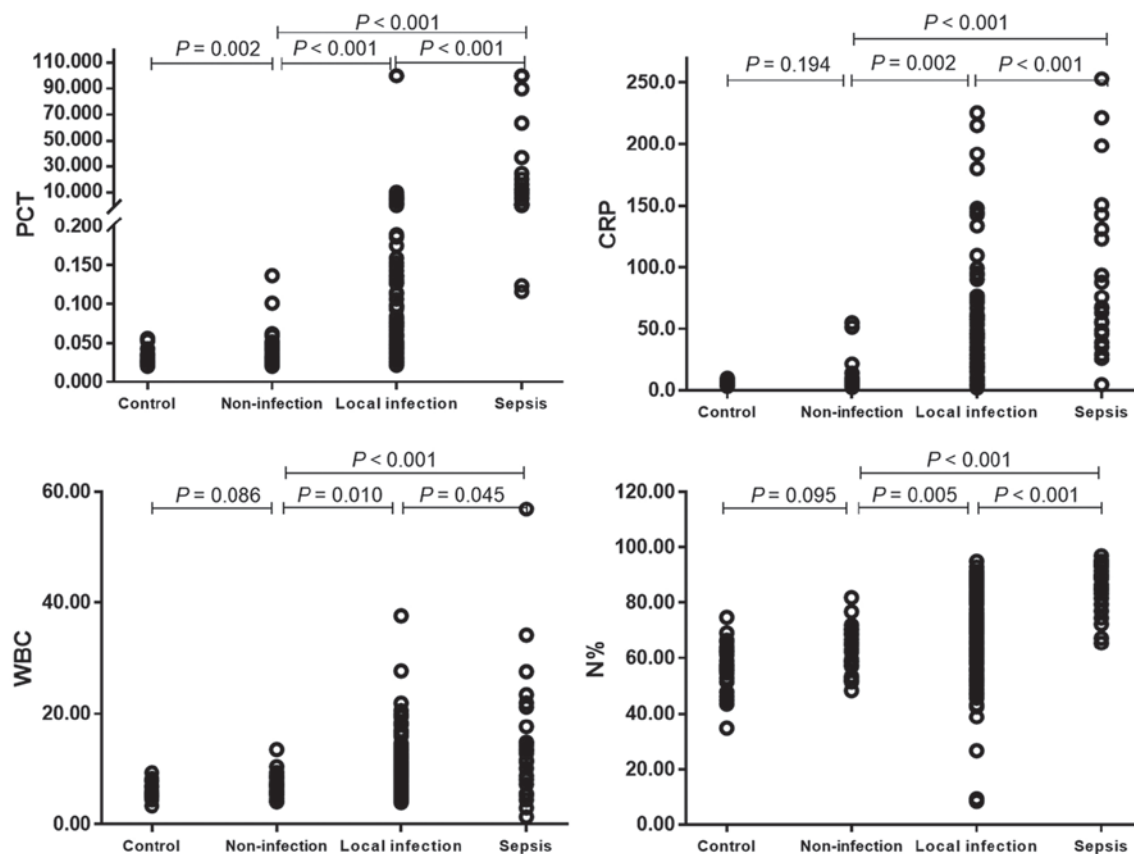 P < 0.001
P = 0.002 P < 0.001 P < 0.001
110.000
90.000
70.000
50.000
30.000
10.000
0.200
0.150
0.100
0.050
0.000
PCT
Control Non-infection Local infection Sepsis
P < 0.001
P = 0.194 P = 0.002 P < 0.001
250.0
200.0
150.0
100.0
50.0
0.0
CRP
Control Non-infection Local infection Sepsis
P < 0.001
P = 0.086 P = 0.010 P = 0.045
60.00
40.00
20.00
0.00
WBC
Control Non-infection Local infection Sepsis
P < 0.001
P = 0.095 P = 0.005 P < 0.001
120.00
100.00
80.00
60.00
40.00
20.00
0.00
N%
Control Non-infection Local infection Sepsis